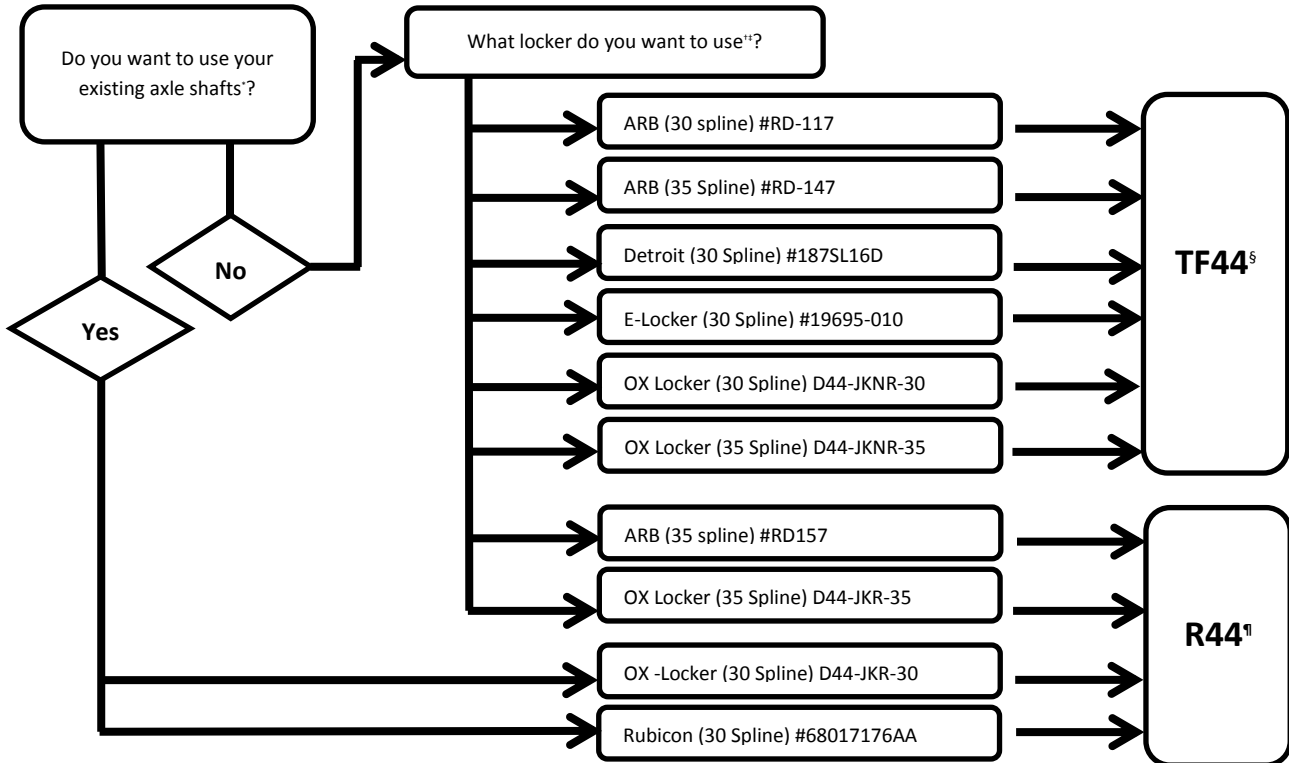 Do you want to use your
existing axle shafts*?
What locker do you want to use†‡?
No
Yes
ARB (30 spline) #RD-117
ARB (35 Spline) #RD-147
Detroit (30 Spline) #187SL16D
E-Locker (30 Spline) #19695-010
OX Locker (30 Spline) D44-JKNR-30
OX Locker (35 Spline) D44-JKNR-35
TF44§
ARB (35 spline) #RD157
OX Locker (35 Spline) D44-JKR-35
OX -Locker (30 Spline) D44-JKR-30
Rubicon (30 Spline) #68017176AA
R44¶